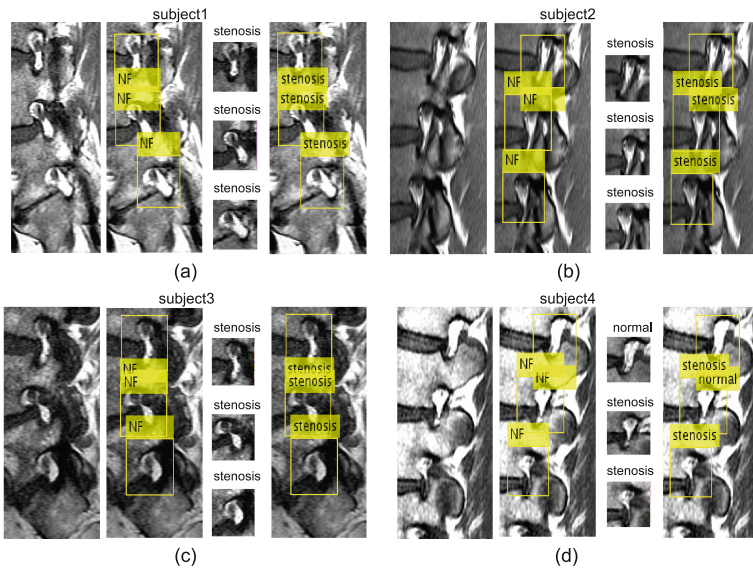 subject1
NF
NF
NF
stenosis
stenosis
stenosis
stenosis
stenosis
stenosis
(a)
subject2
NF
NF
NF
stenosis
stenosis
stenosis
stenosis
stenosis
stenosis
(b)
subject3
NF
NF
NF
stenosis
stenosis
stenosis
stenosis
stenosis
stenosis
(c)
subject4
NF
NF
NF
normal
stenosis
stenosis
stenosis
normal
stenosis
(d)